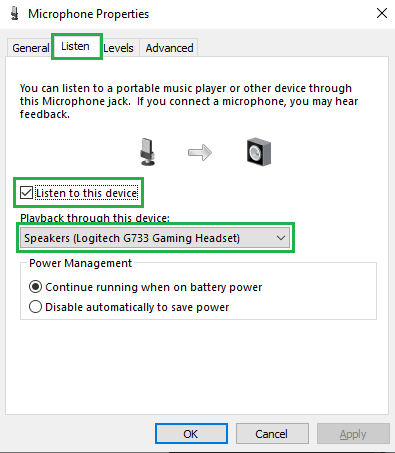 Microphone Properties
General Listen Levels Advanced
You can listen to a portable music player or other device through
this Microphone jack. If you connect a microphone, you may hear
feedback.
Listen to this device
Playback through this device:
Speakers (Logitech G733 Gaming Headset)
Power Management
Continue running when on battery power
Disable automatically to save power
OK Cancel Apply